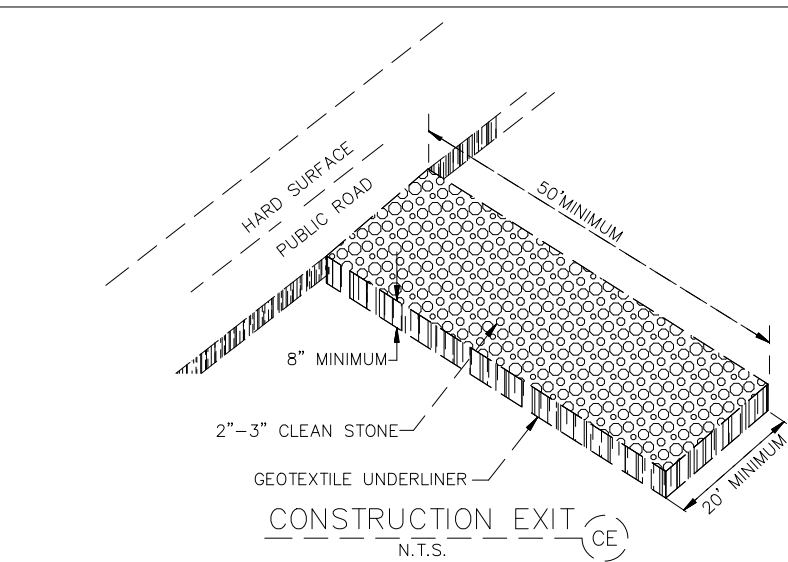 HARD SURFACE
PUBLIC ROAD
50'MINIMUM
8" MINIMUM
2"-3" CLEAN STONE
GEOTEXTILE UNDERLINER
20' MINIMUM
CONSTRUCTION EXIT
CE
N.T.S.